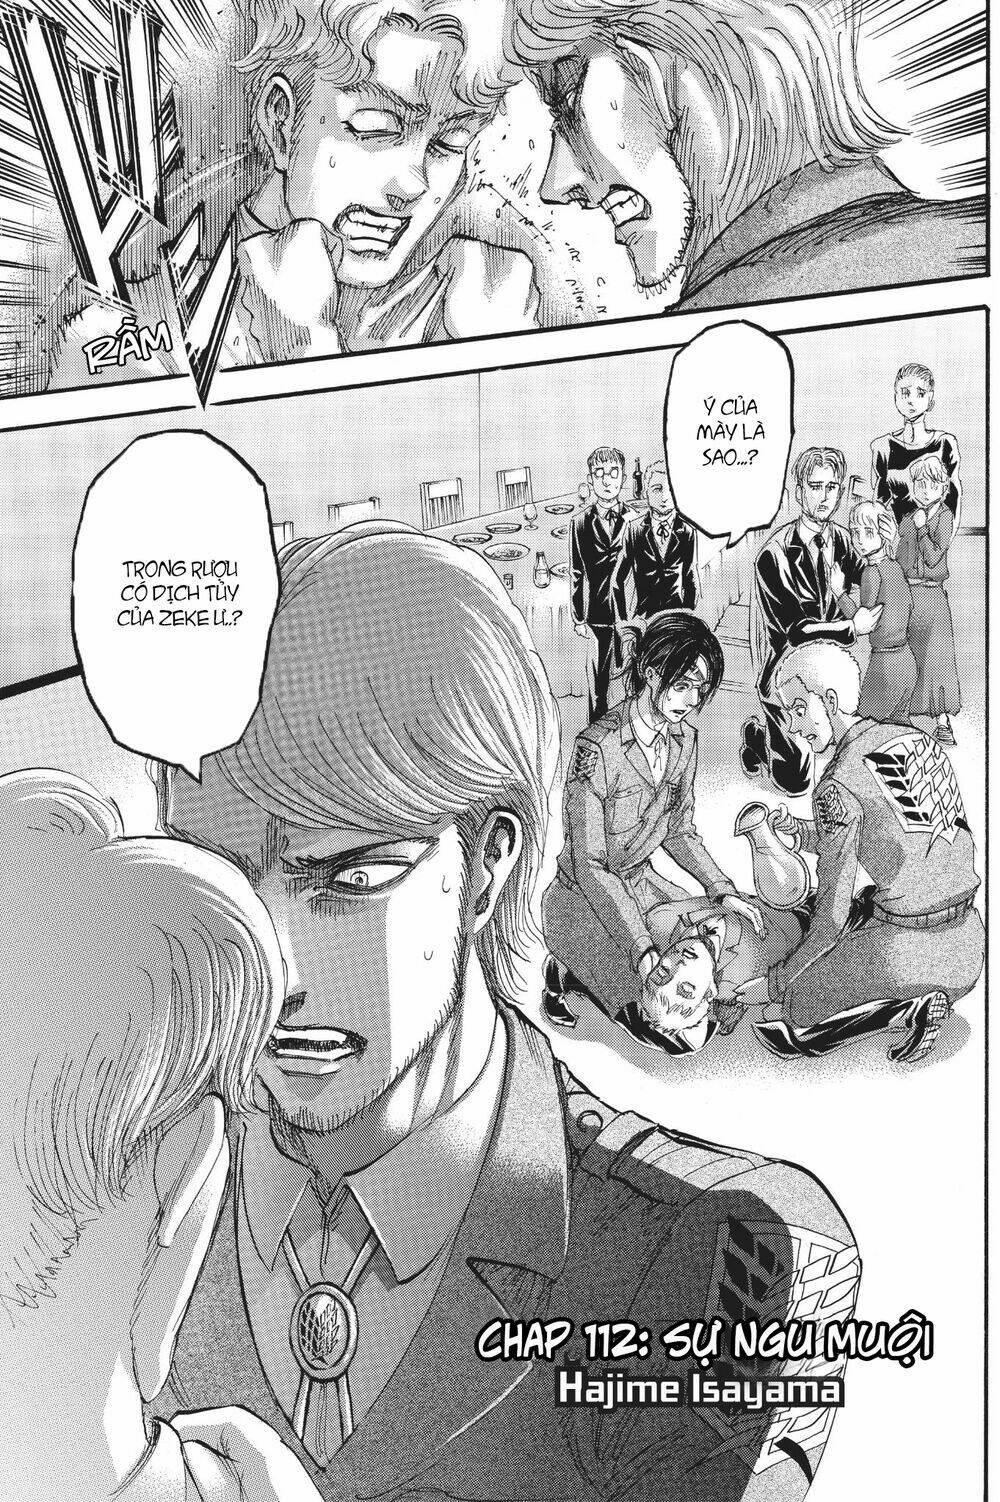 RẦM
Ý CỦA
MÀY LÀ
SAO...?
TRONG RƯỢU
CÓ DỊCH TỦY
CỦA ZEKE Ư..?
CHAP 112: SỰ NGU MUỘI
Hajime Isayama